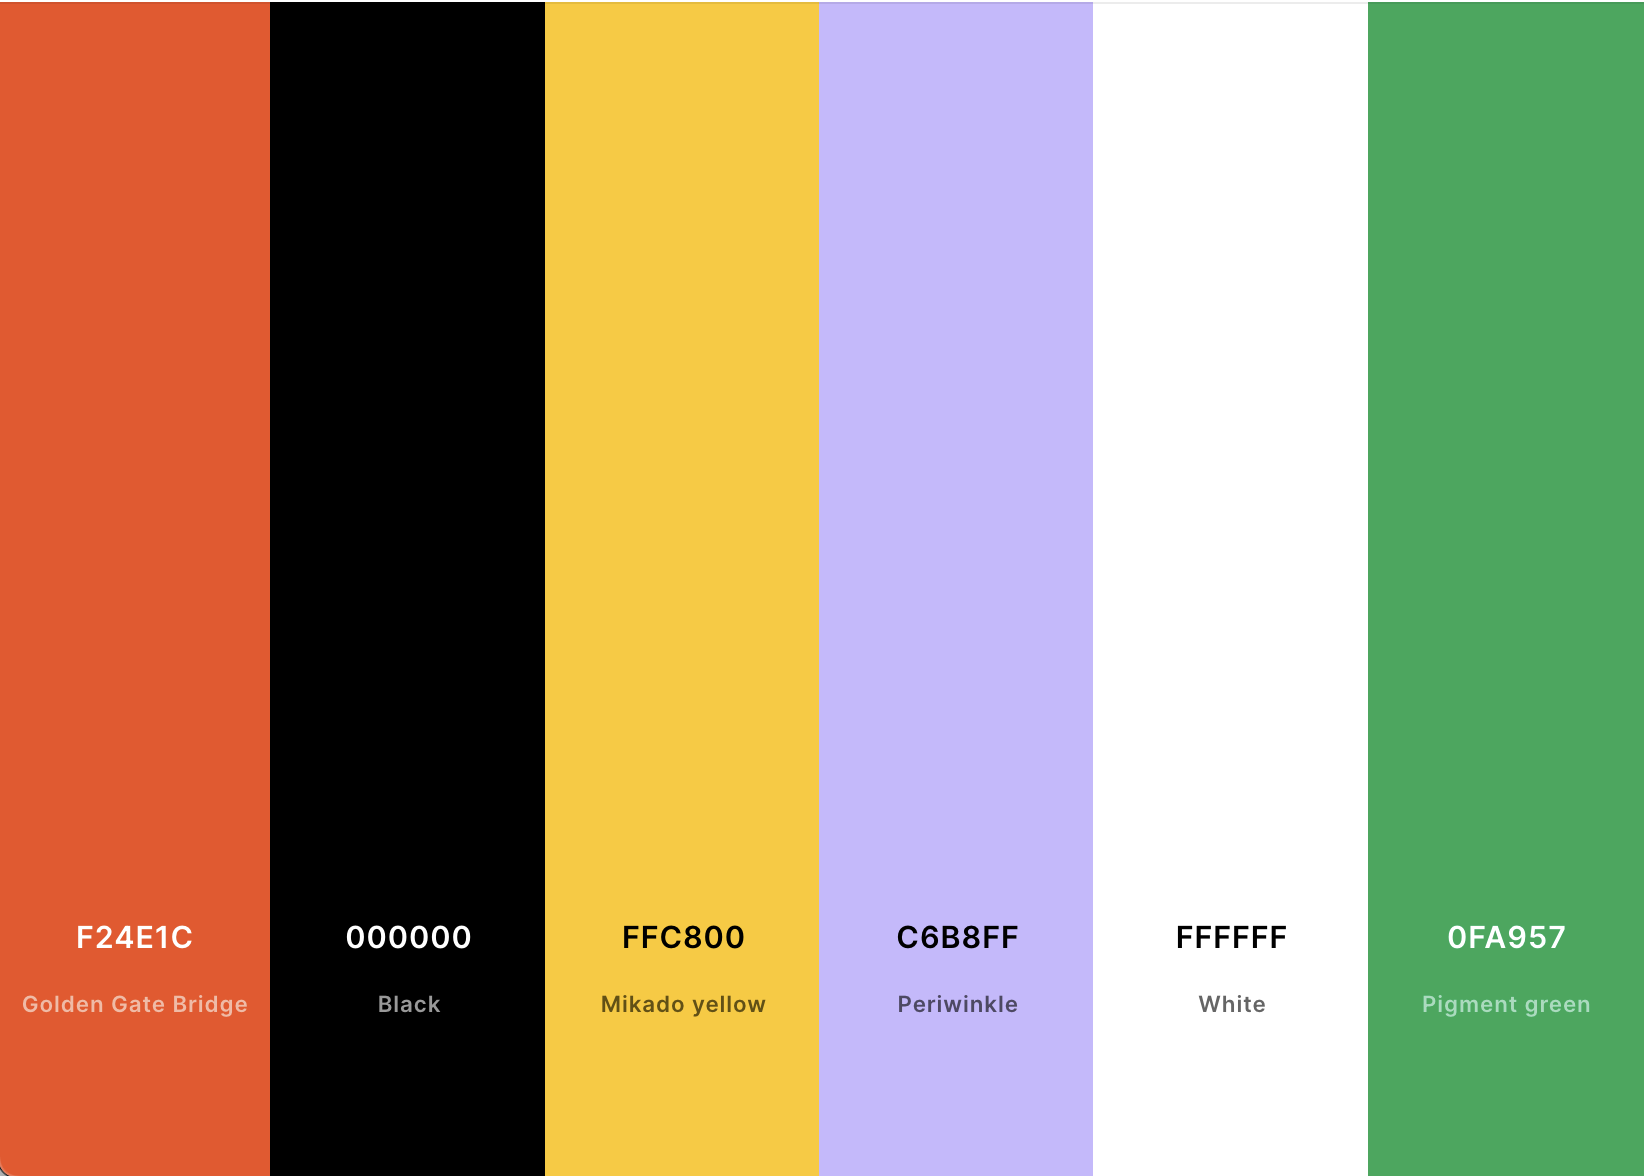 F24E1C
Golden Gate Bridge
000000
Black
FFC800
Mikado yellow
C6B8FF
Periwinkle
FFFFFF
White
0FA957
Pigment green